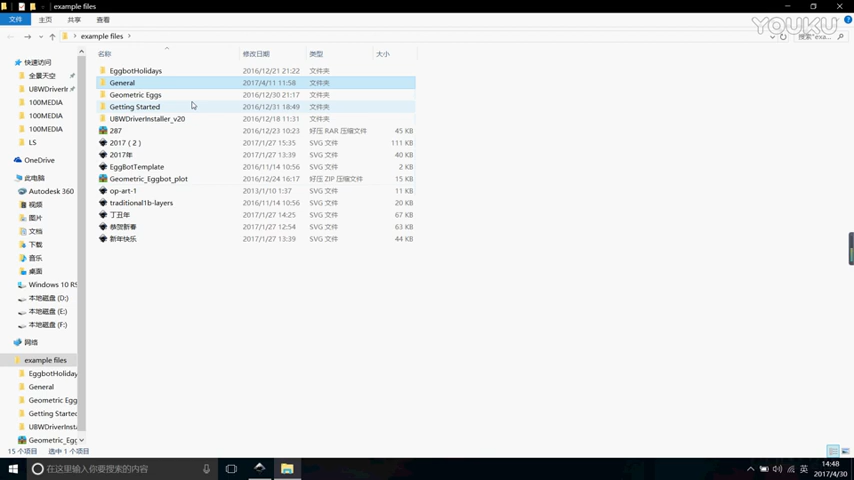 example files
YOUKU
文件 主页 共享 查看
example files 搜索"exa...
名称 修改日期 类型 大小
EggbotHolidays 2016/12/21 21:22 文件夹
General 2017/4/11 11:58 文件夹
Geometric Eggs 2016/12/30 21:17 文件夹
Getting Started 2016/12/31 18:49 文件夹
UBWDriverInstaller_v20 2016/12/18 11:31 文件夹
287 2016/12/23 10:23 好压 RAR 压缩文件 45 KB
2017（2） 2017/1/27 15:35 SVG 文件 111 KB
2017年 2017/1/27 13:39 SVG 文件 40 KB
EggBotTemplate 2016/11/14 10:56 SVG 文件 2 KB
Geometric_Eggbot_plot 2016/12/24 16:17 好压 ZIP 压缩文件 15 KB
op-art-1 2013/1/10 1:37 SVG 文件 11 KB
traditional1b-layers 2016/11/14 10:56 SVG 文件 20 KB
丁丑年 2017/1/27 14:25 SVG 文件 67 KB
恭贺新春 2017/1/27 12:54 SVG 文件 63 KB
新年快乐 2017/1/27 13:39 SVG 文件 44 KB
快速访问
全景天空
UBWDriverIn
100MEDIA
100MEDIA
100MEDIA
LS
OneDrive
此电脑
Autodesk 360
视频
图片
文档
下载
音乐
桌面
Windows 10 RS
本地磁盘 (D:)
本地磁盘 (E:)
本地磁盘 (F:)
网络
example files
EggbotHoliday
General
Geometric Egg
Getting Started
UBWDriverInst
Geometric_Egg
15 个项目 选中 1 个项目
在这里输入你要搜索的内容
英
14:48
2017/4/30